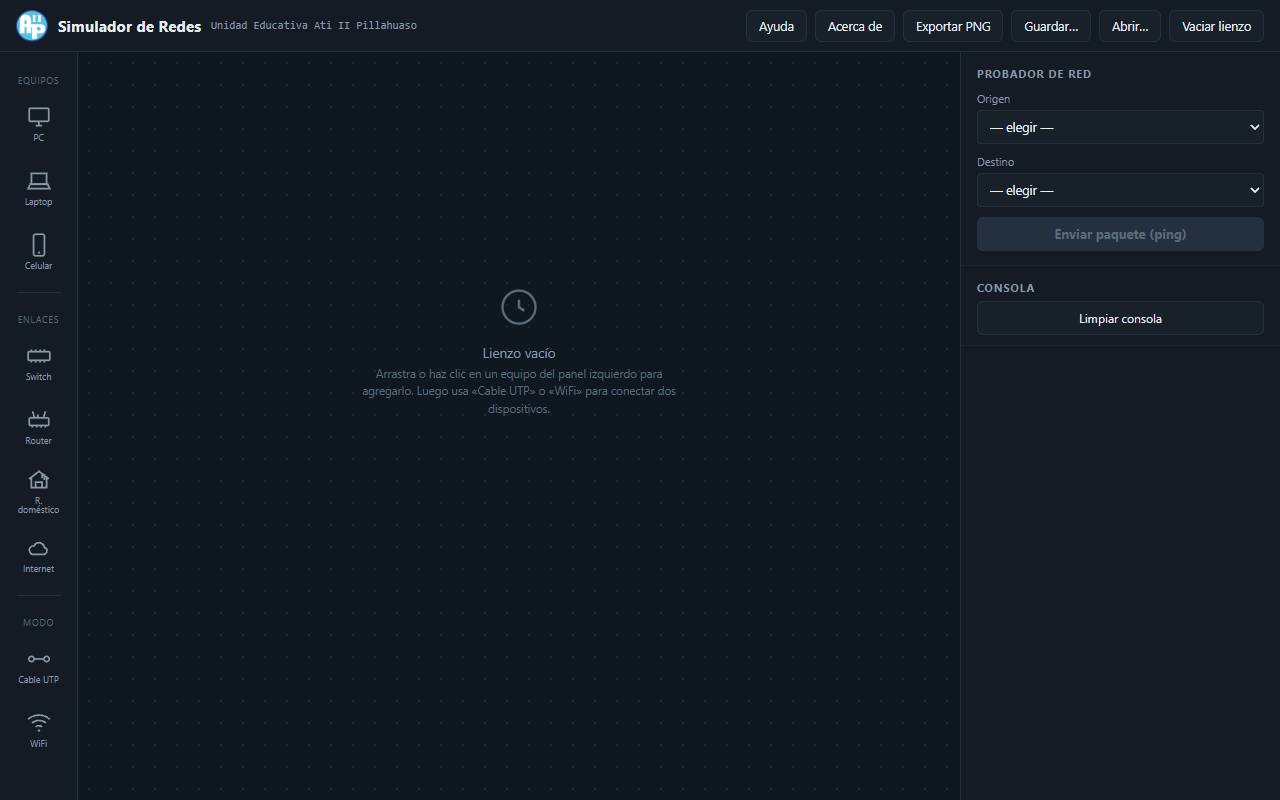 Simulador de Redes Unidad Educativa Ati II Pillahuaso
Ayuda
Acerca de
Exportar PNG
Guardar...
Abrir...
Vaciar lienzo
EQUIPOS
PC
Laptop
Celular
ENLACES
Switch
Router
R.
doméstico
Internet
MODO
Cable UTP
WiFi
Lienzo vacío
Arrastra o haz clic en un equipo del panel izquierdo para
agregarlo. Luego usa «Cable UTP» o «WiFi» para conectar dos
dispositivos.
PROBADOR DE RED
Origen
— elegir —
Destino
— elegir —
Enviar paquete (ping)
CONSOLA
Limpiar consola